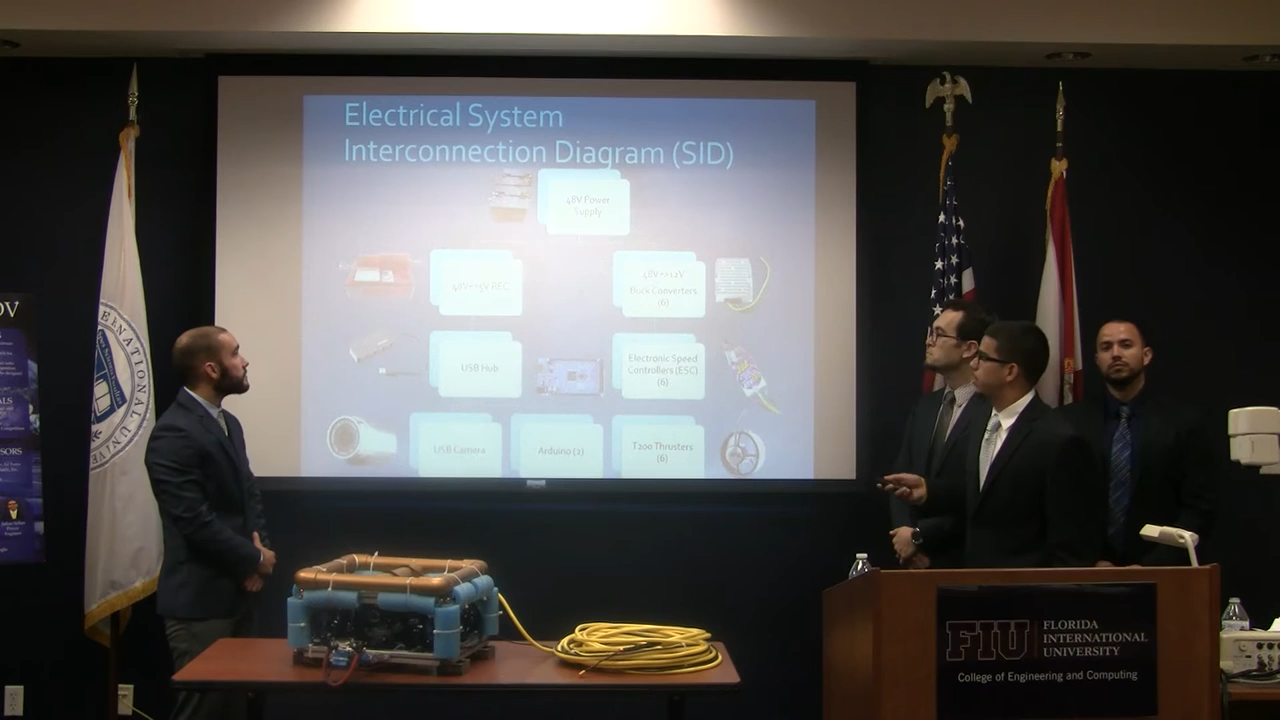 Electrical System
Interconnection Diagram (SID)
48V Power
Supply
48V=>5V BEC
48V=>12V
Buck Converters
(6)
USB Hub
Electronic Speed
Controllers (ESC)
(6)
USB Camera
Arduino (2)
T200 Thrusters
(6)
FIU
FLORIDA
INTERNATIONAL
UNIVERSITY
College of Engineering and Computing